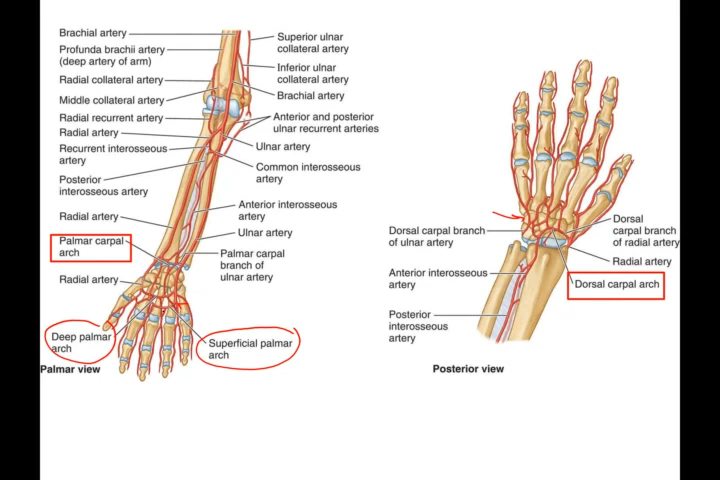 Brachial artery
Profunda brachii artery
(deep artery of arm)
Radial collateral artery
Middle collateral artery
Radial recurrent artery
Radial artery
Recurrent interosseous
artery
Posterior
interosseous artery
Radial artery
Palmar carpal
arch
Radial artery
Deep palmar
arch
Palmar view
Superior ulnar
collateral artery
Inferior ulnar
collateral artery
Brachial artery
Anterior and posterior
ulnar recurrent arteries
Ulnar artery
Common interosseous
artery
Anterior interosseous
artery
Ulnar artery
Palmar carpal
branch of
ulnar artery
Superficial palmar
arch
Dorsal carpal branch
of ulnar artery
Anterior interosseous
artery
Posterior
interosseous
artery
Posterior view
Dorsal
carpal branch
of radial artery
Radial artery
Dorsal carpal arch